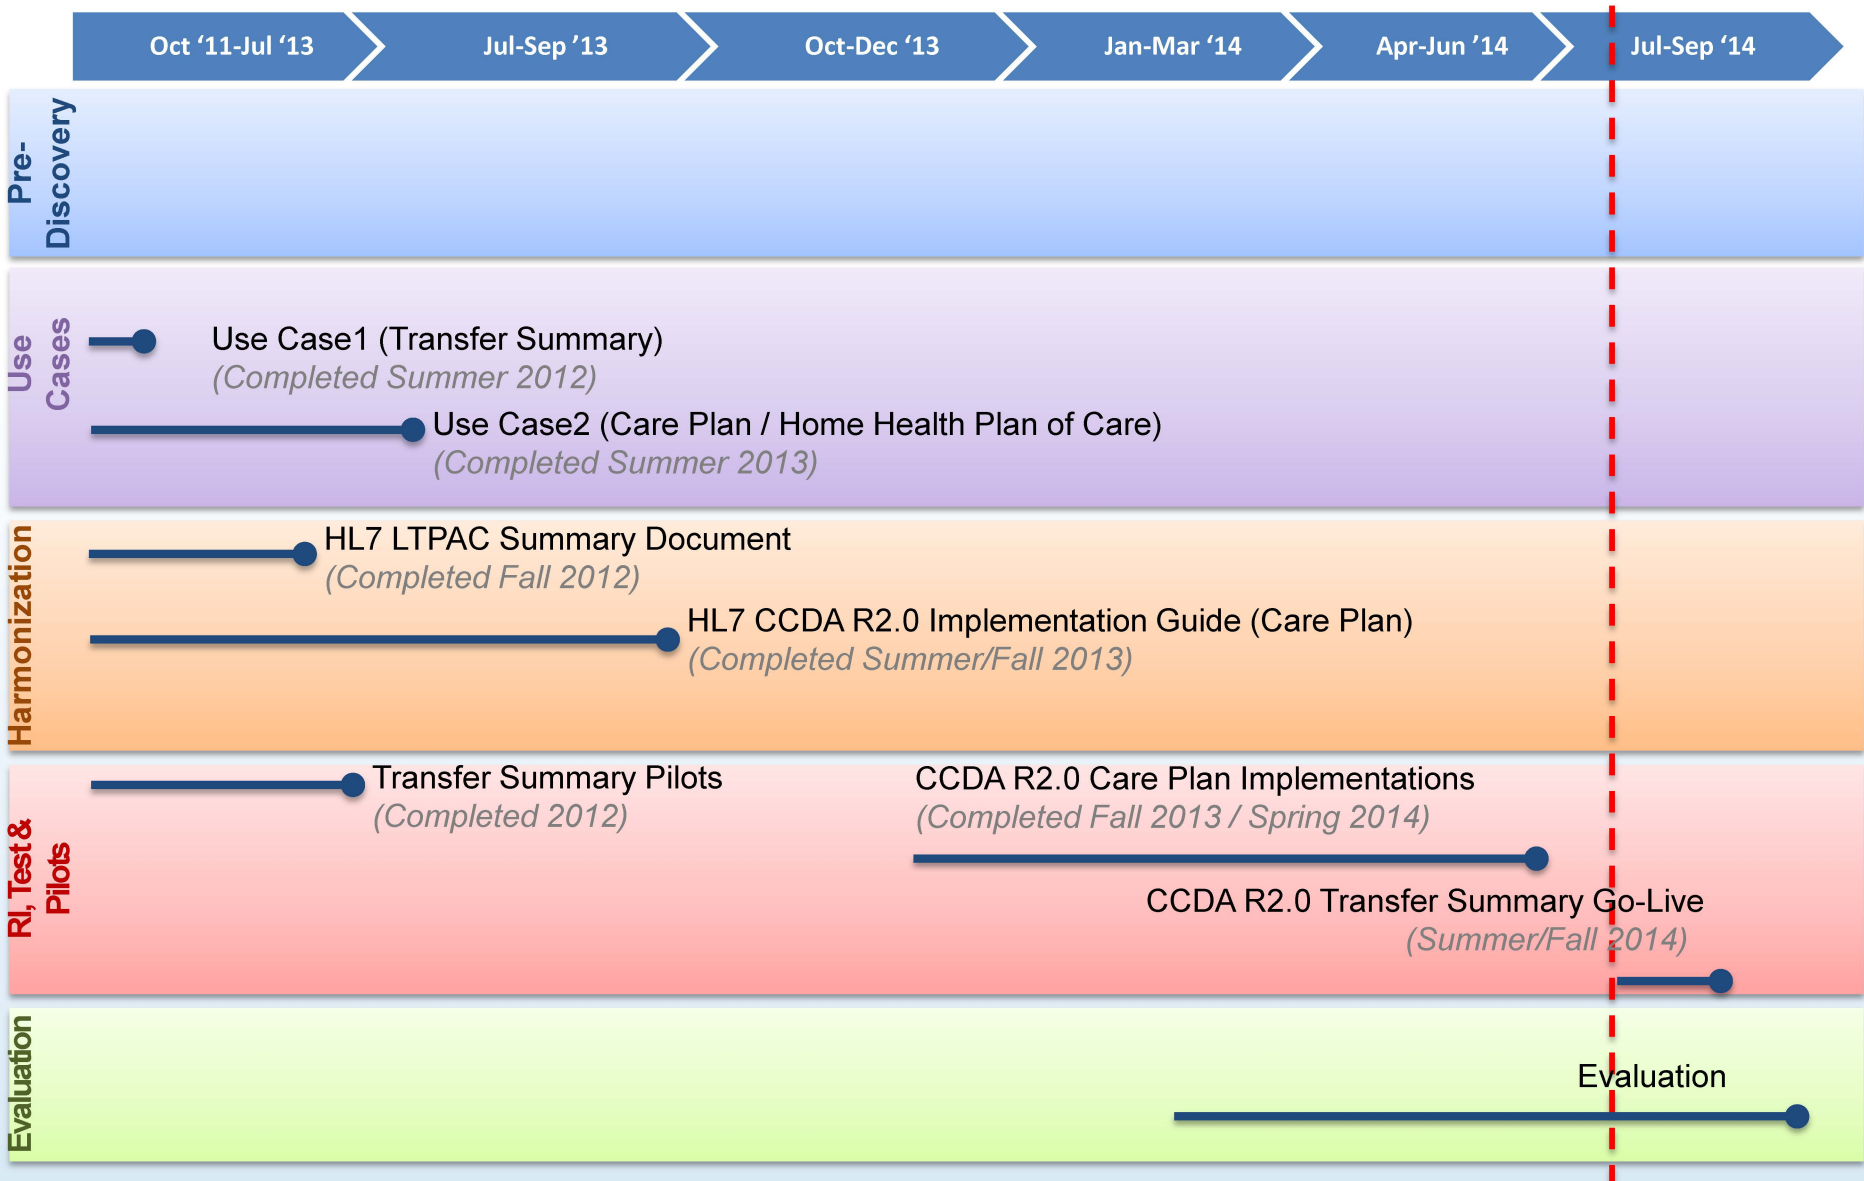 Oct ‘11-Jul ‘13
Jul-Sep ’13
Oct-Dec ‘13
Jan-Mar ‘14
Apr-Jun ’14
Jul-Sep ‘14
Pre-
Discovery
Use
Cases
Use Case1 (Transfer Summary)
(Completed Summer 2012)
Use Case2 (Care Plan / Home Health Plan of Care)
(Completed Summer 2013)
Harmonization
HL7 LTPAC Summary Document
(Completed Fall 2012)
HL7 CCDA R2.0 Implementation Guide (Care Plan)
(Completed Summer/Fall 2013)
RI, Test &
Pilots
Transfer Summary Pilots
(Completed 2012)
CCDA R2.0 Care Plan Implementations
(Completed Fall 2013 / Spring 2014)
CCDA R2.0 Transfer Summary Go-Live
(Summer/Fall 2014)
Evaluation
Evaluation